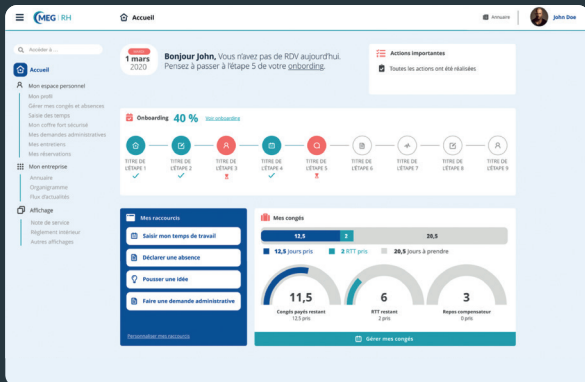 MEG RH
Accueil
Annuaire
John Doe
Accéder à ...
Accueil
Mon espace personnel
Mon profil
Gérer mon congés et absences
Saisie des temps
Mon coffre fort sécurisé
Mes demandes administratives
Mes entretiens
Mes réservations
Mon entreprise
Annuaire
Organigramme
Flux d'actualités
Affichage
Note de service
Règlement intérieur
Autres affichages
1 mars
2020
Bonjour John, Vous n'avez pas de RDV aujourd'hui.
Pensez à passer à l'étape 5 de votre onbording.
Actions importantes
Toutes les actions ont été réalisées
Onboarding 40 % Voir onboarding
TITRE DE L'ÉTAPE 1
TITRE DE L'ÉTAPE 2
TITRE DE L'ÉTAPE 3
TITRE DE L'ÉTAPE 4
TITRE DE L'ÉTAPE 5
TITRE DE L'ÉTAPE 6
TITRE DE L'ÉTAPE 7
TITRE DE L'ÉTAPE 8
TITRE DE L'ÉTAPE 9
Mes raccourcis
Saisir mon temps de travail
Déclarer une absence
Pousser une idée
Faire une demande administrative
Personnaliser mes raccourcis
Mes congés
12,5 2 20,5
12,5 Jours pris 2 RTT pris 20,5 Jours à prendre
11,5
Congés payés restant
12,5 pris
6
RTT restant
2 pris
3
Repos compensateur
0 pris
Gérer mes congés